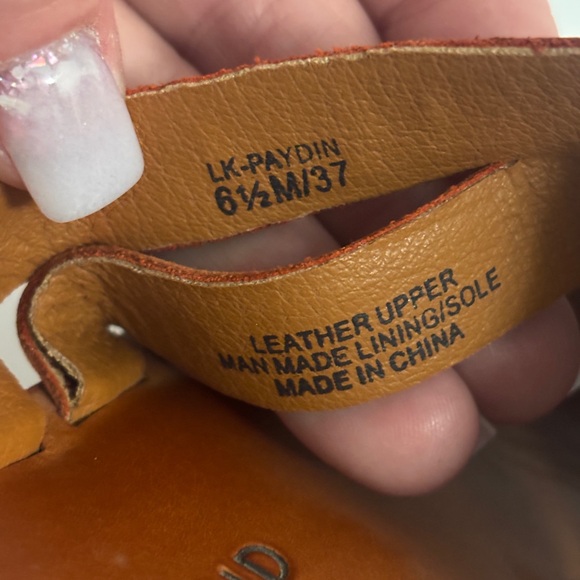 LK-PAYDIN
6½M/37
LEATHER UPPER
MAN MADE LINING/SOLE
MADE IN CHINA